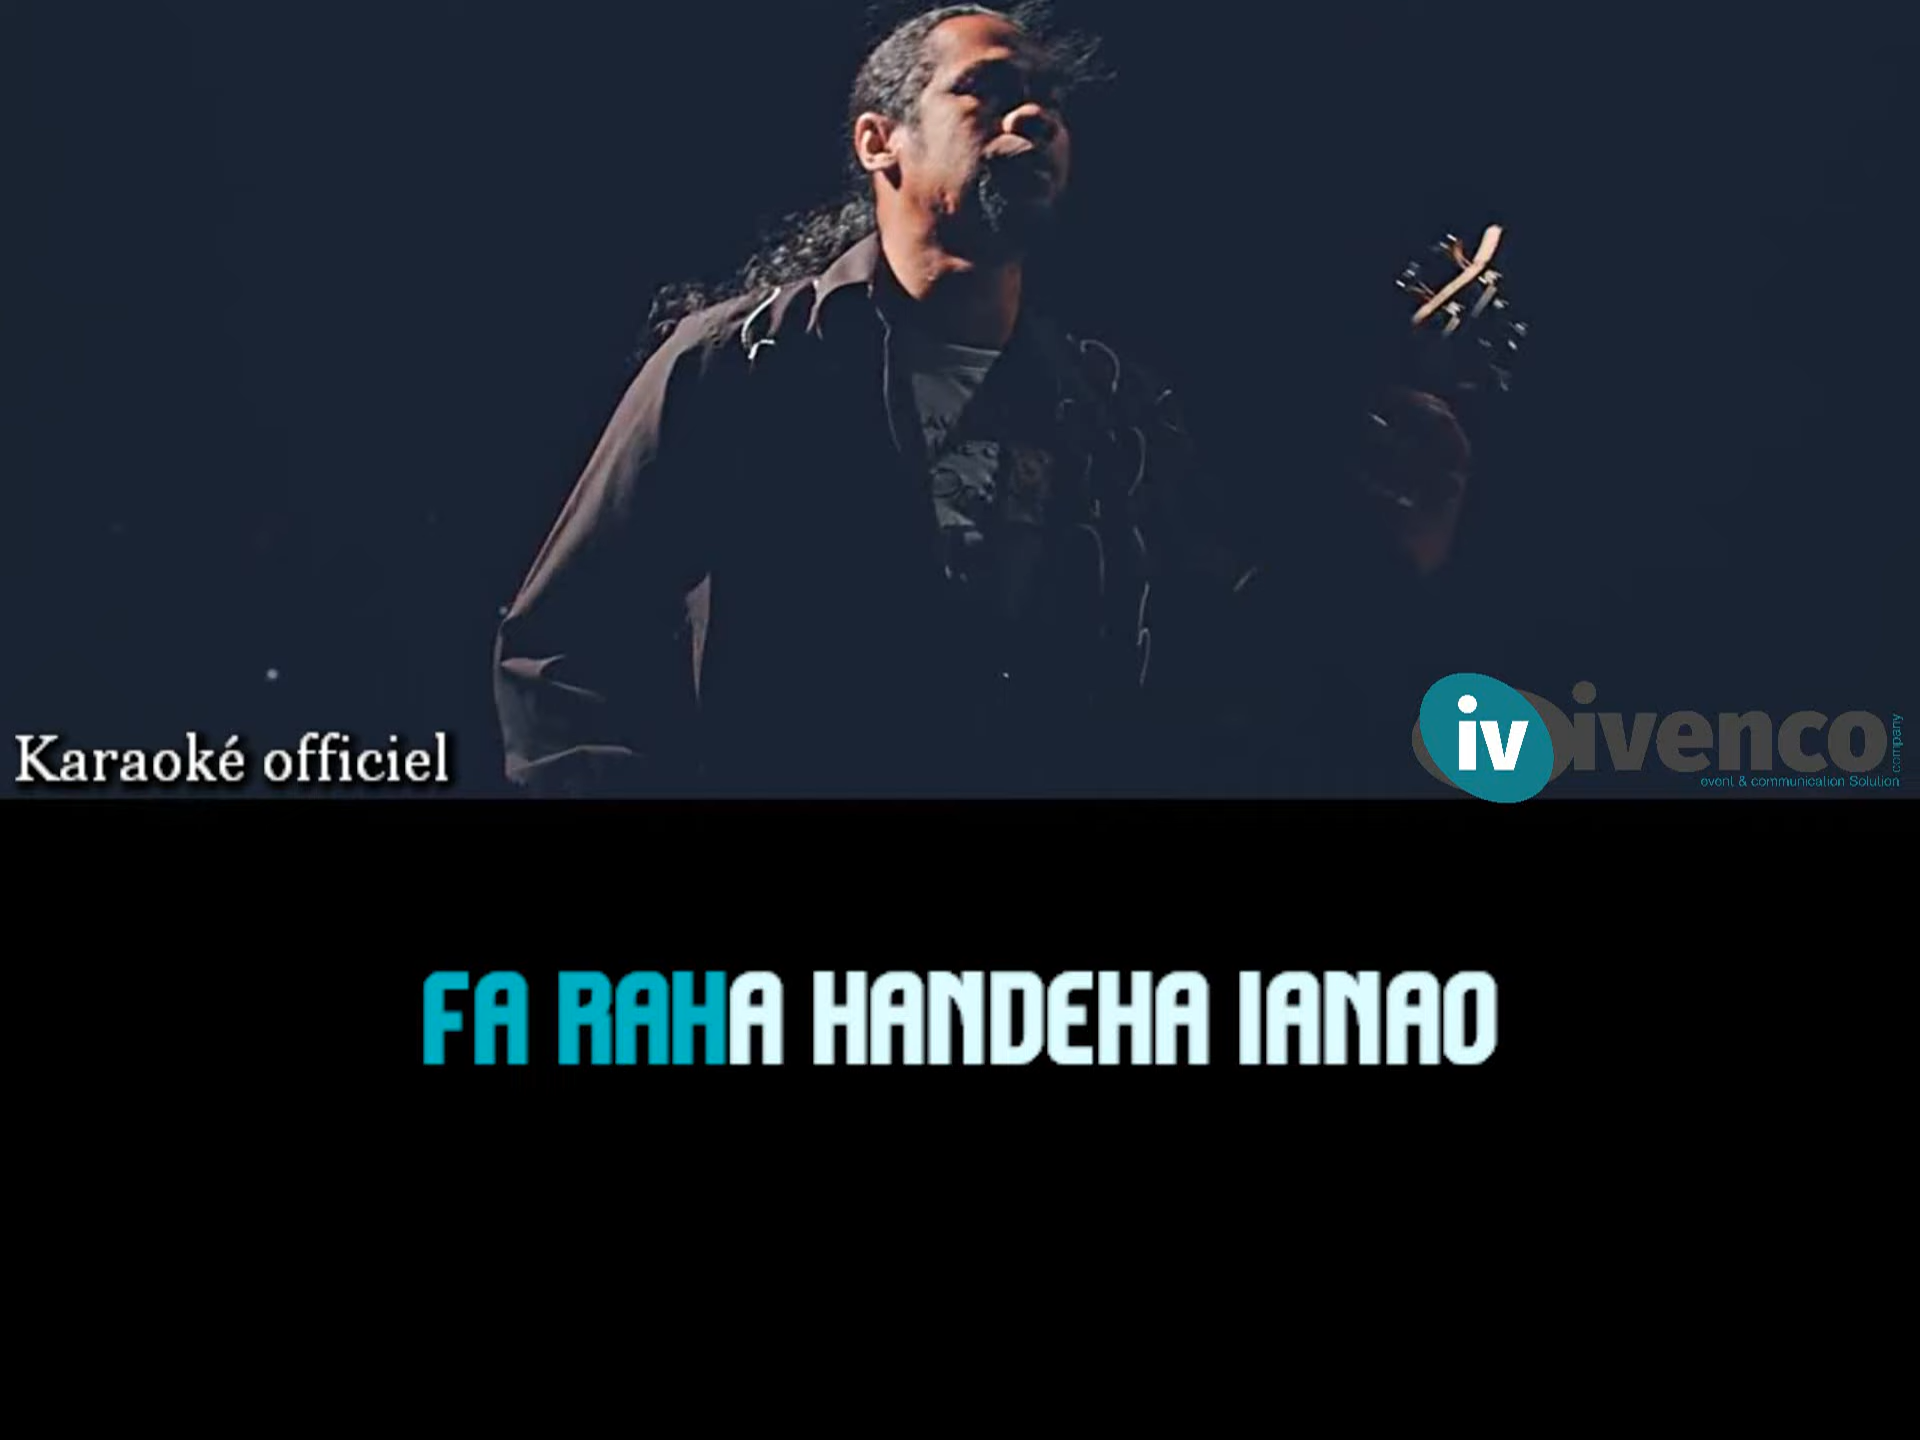 Karaoké officiel
iv ivenco company
event & communication Solution
FA RAHA HANDEHA IANAO